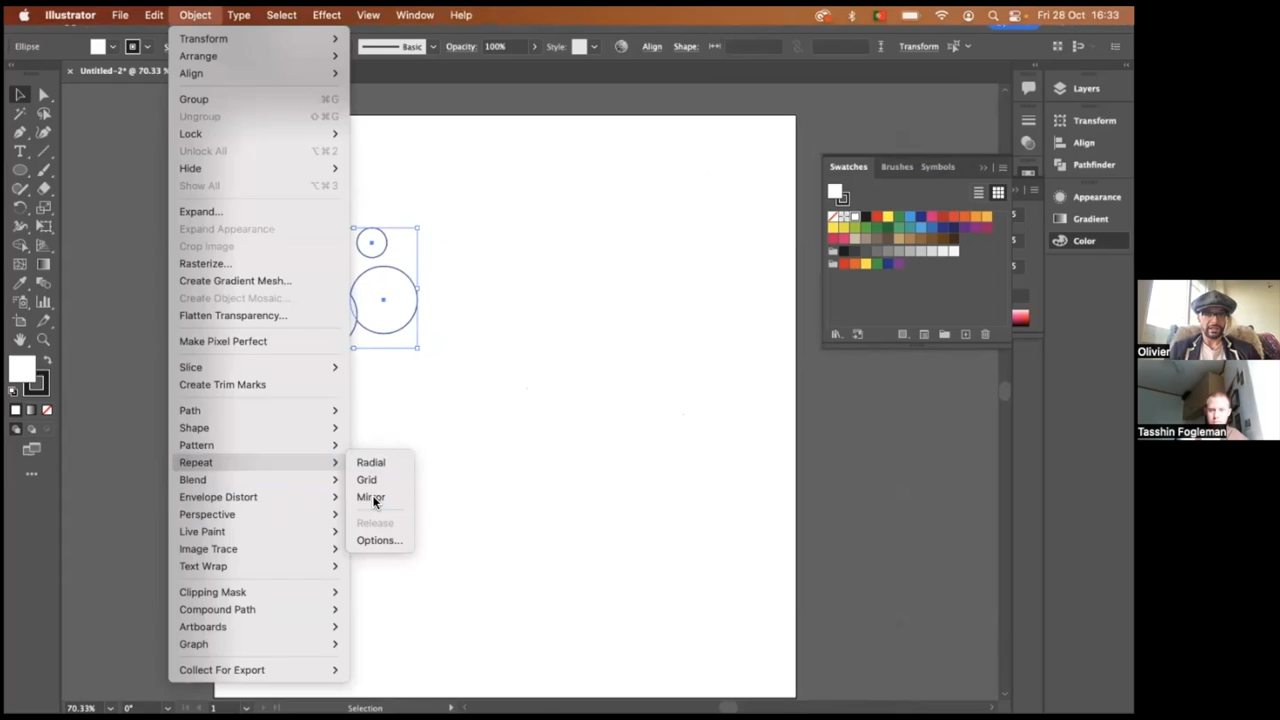 Illustrator File Edit Object Type Select Effect View Window Help Fri 28 Oct 16:33
Ellipse Basic Opacity: 100% Style: Align Shape: Transform
Untitled-2* @ 70.33 %
Transform
Arrange
Align
Group ⌘G
Ungroup ⇧⌘G
Lock
Unlock All ⌥⌘2
Hide
Show All ⌥⌘3
Expand...
Expand Appearance
Crop Image
Rasterize...
Create Gradient Mesh...
Create Object Mosaic...
Flatten Transparency...
Make Pixel Perfect
Slice
Create Trim Marks
Path
Shape
Pattern
Repeat
Blend
Envelope Distort
Perspective
Live Paint
Image Trace
Text Wrap
Clipping Mask
Compound Path
Artboards
Graph
Collect For Export
Radial
Grid
Mirror
Release
Options...
Swatches Brushes Symbols
Layers
Transform
Align
Pathfinder
Appearance
Gradient
Color
Olivier
Tasshin Fogleman
70.33% 0° 1 Selection